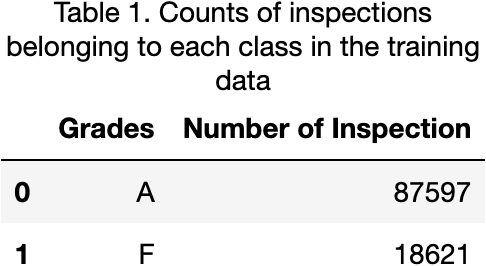 Table 1. Counts of inspections
belonging to each class in the training
data
Grades Number of Inspection
0 A 87597
1 F 18621